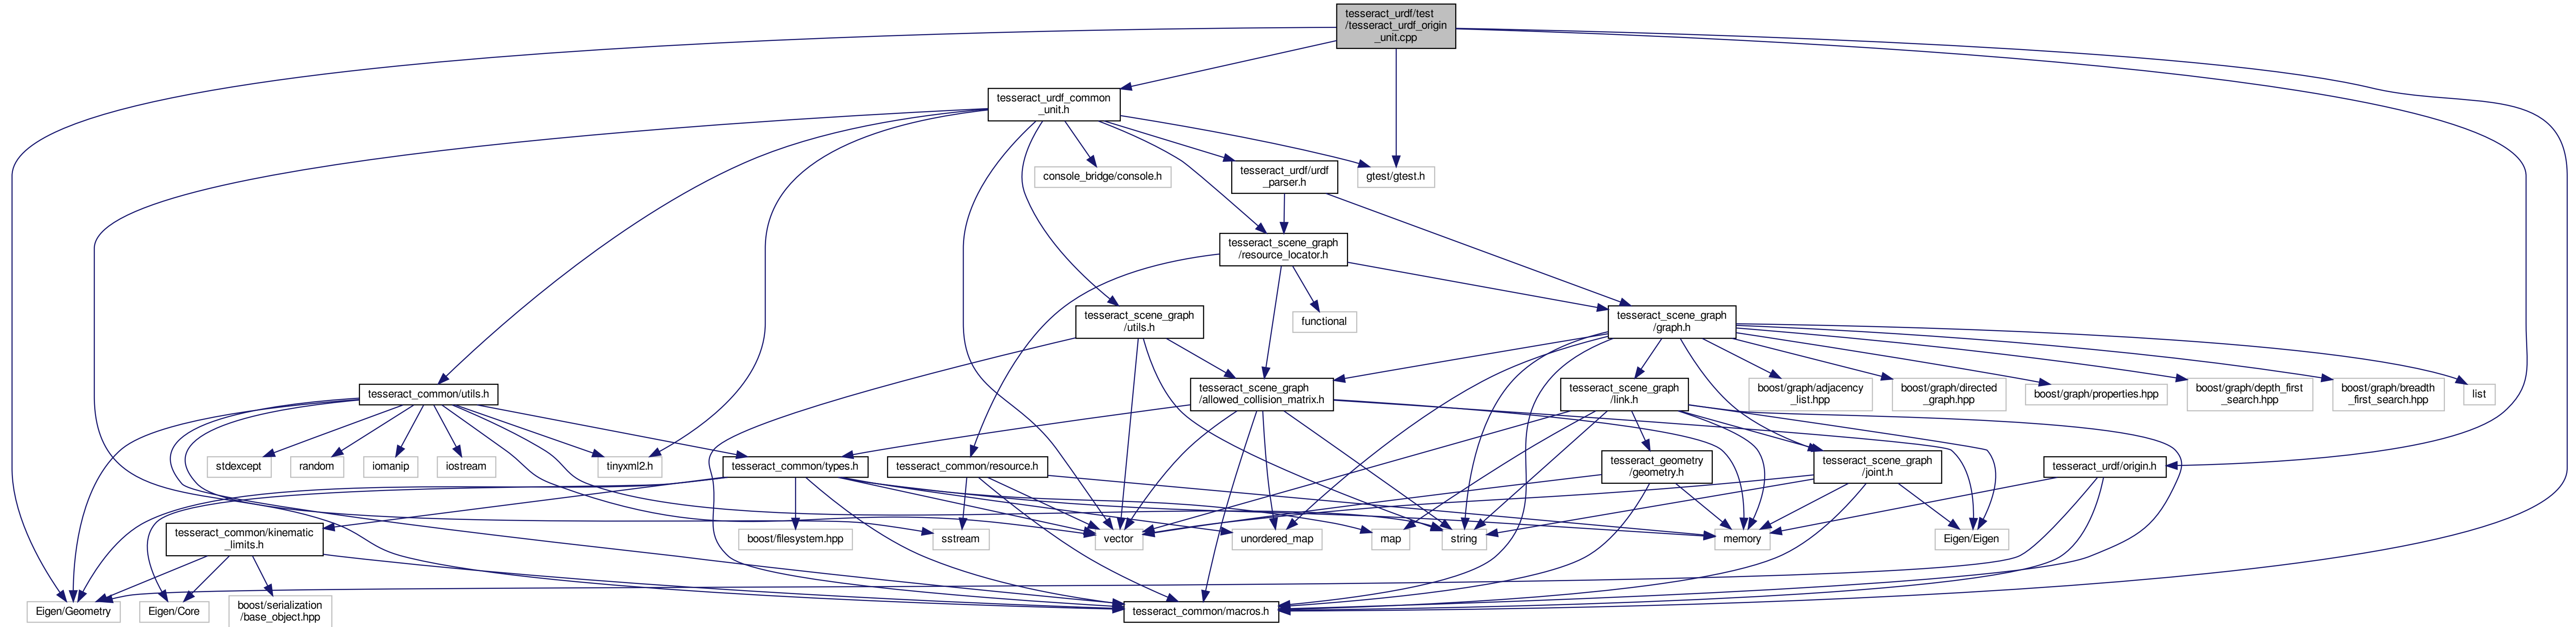 tesseract_urdf/test
/tesseract_urdf_origin
_unit.cpp
tesseract_urdf_common
_unit.h
console_bridge/console.h
tesseract_urdf/urdf
_parser.h
gtest/gtest.h
tesseract_scene_graph
/resource_locator.h
tesseract_scene_graph
/utils.h
functional
tesseract_scene_graph
/graph.h
tesseract_common/utils.h
tesseract_scene_graph
/allowed_collision_matrix.h
tesseract_scene_graph
/link.h
boost/graph/adjacency
_list.hpp
boost/graph/directed
_graph.hpp
boost/graph/properties.hpp
boost/graph/depth_first
_search.hpp
boost/graph/breadth
_first_search.hpp
list
stdexcept
random
iomanip
iostream
tinyxml2.h
tesseract_common/types.h
tesseract_common/resource.h
tesseract_geometry
/geometry.h
tesseract_scene_graph
/joint.h
tesseract_urdf/origin.h
tesseract_common/kinematic
_limits.h
boost/filesystem.hpp
sstream
vector
unordered_map
map
string
memory
Eigen/Eigen
Eigen/Geometry
Eigen/Core
boost/serialization
/base_object.hpp
tesseract_common/macros.h